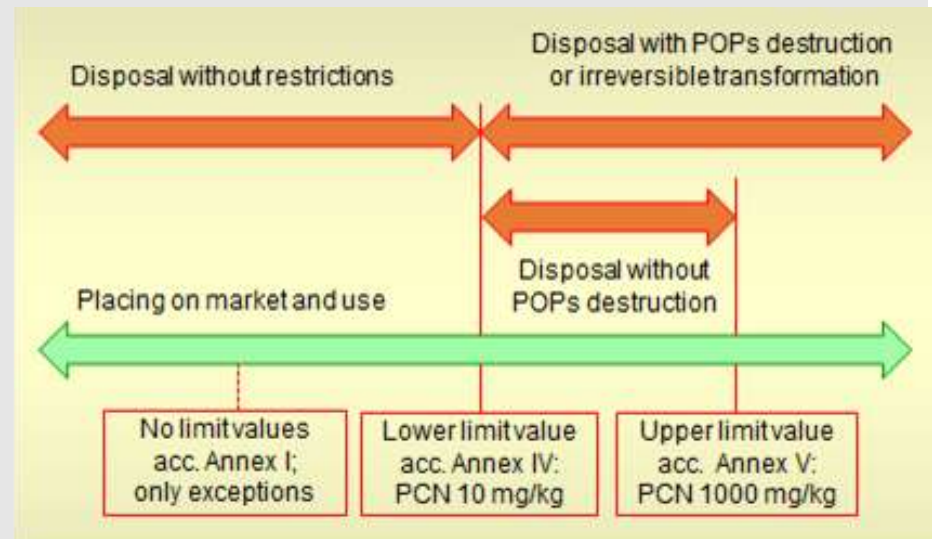 Disposal without restrictions
Disposal with POPs destruction
or irreversible transformation
Disposal without
POPs destruction
Placing on market and use
No limit values
acc. Annex I;
only exceptions
Lower limit value
acc. Annex IV:
PCN 10 mg/kg
Upper limit value
acc. Annex V:
PCN 1000 mg/kg